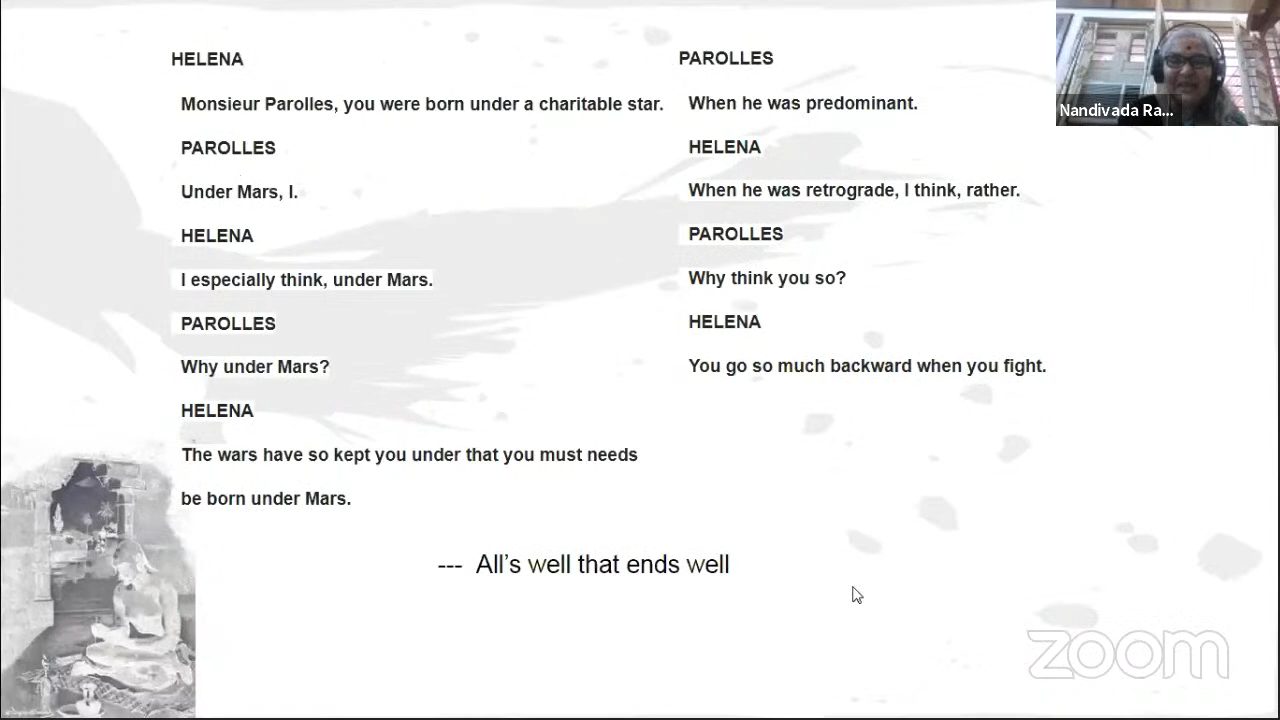 HELENA
Monsieur Parolles, you were born under a charitable star.
PAROLLES
Under Mars, I.
HELENA
I especially think, under Mars.
PAROLLES
Why under Mars?
HELENA
The wars have so kept you under that you must needs
be born under Mars.
PAROLLES
When he was predominant.
HELENA
When he was retrograde, I think, rather.
PAROLLES
Why think you so?
HELENA
You go so much backward when you fight.
--- All's well that ends well
Nandivada Ra...
zoom